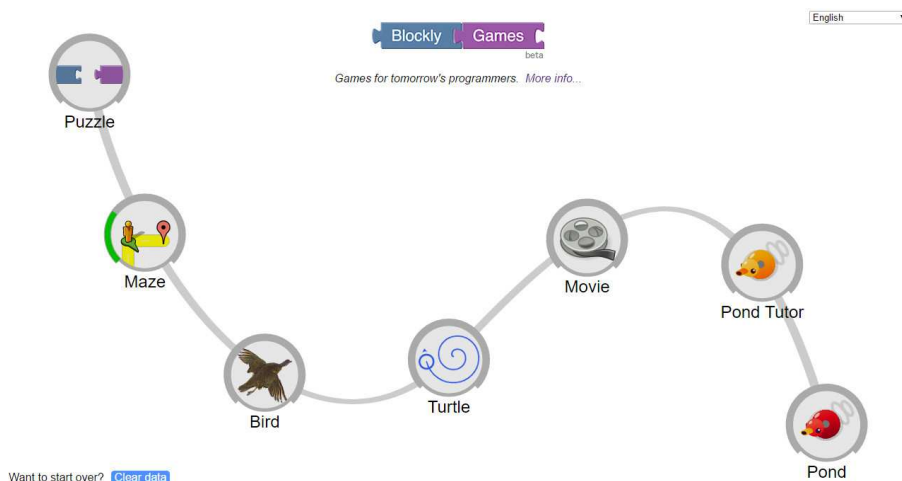 English
Blockly Games
beta
Games for tomorrow's programmers. More info...
Puzzle
Maze
Movie
Pond Tutor
Turtle
Bird
Pond
Want to start over? Clear data